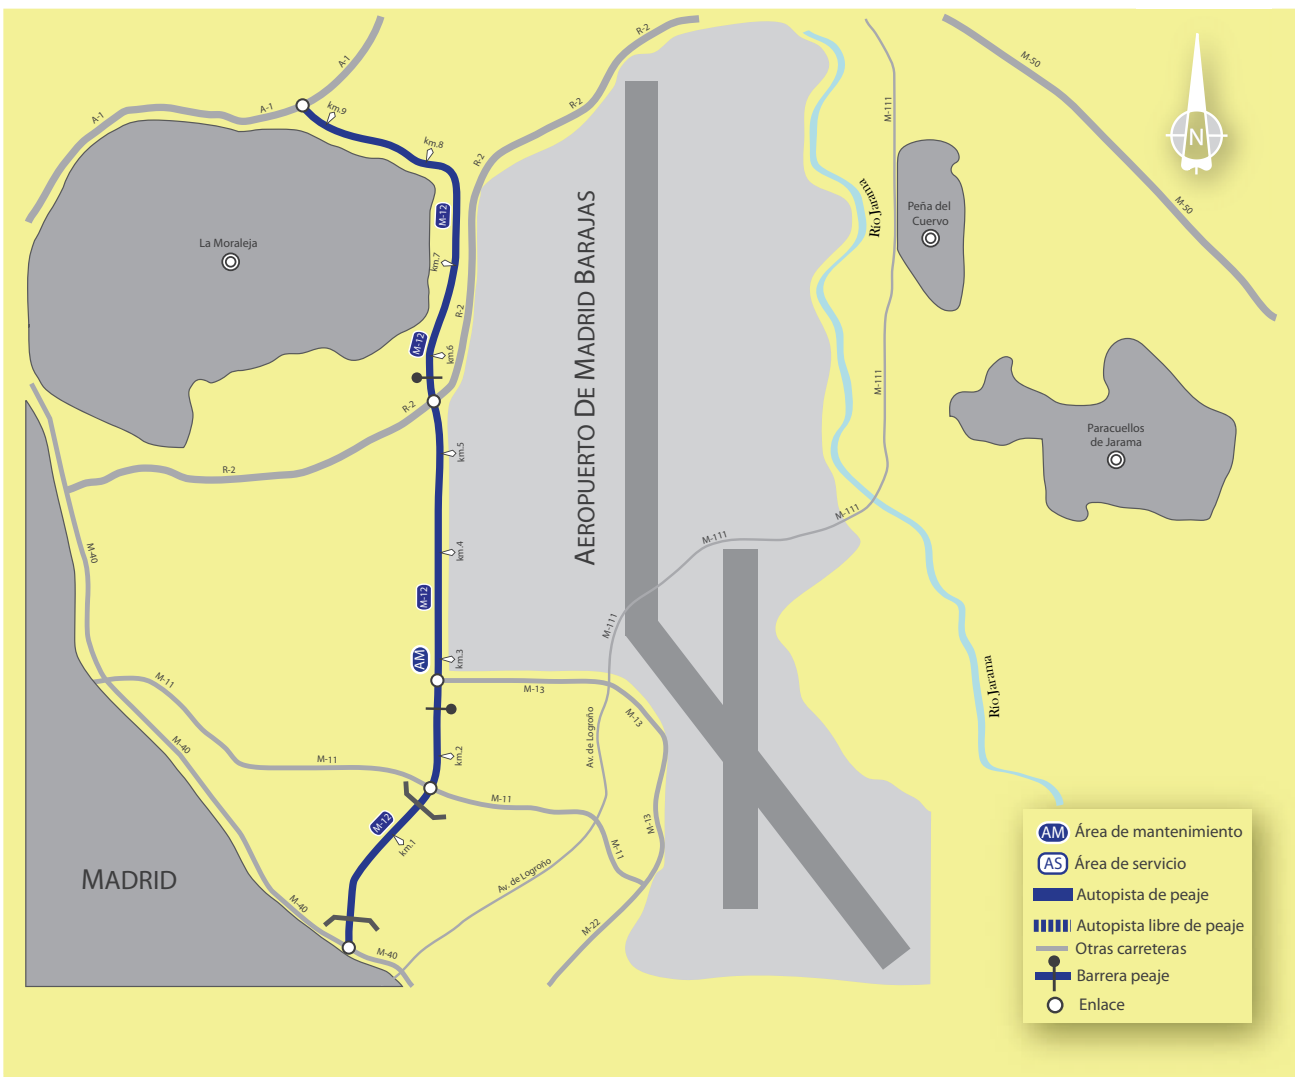 R-2
M-50
A-1
km.9
A-1
A-1
R-2
M-111
N
km.8
R-2
M-12
Río Jarama
Peña del
Cuervo
M-50
La Moraleja
km.7
AEROPUERTO DE MADRID BARAJAS
R-2
M-12
km.6
M-111
R-2
Paracuellos
de Jarama
km.5
R-2
M-111
M-111
M-40
km.4
M-12
M-111
AM
km.3
Río Jarama
M-11
M-13
M-13
Av. de Logroño
M-40
km.2
M-11
M-11
M-12
M-13
km.1
M-11
MADRID
Av. de Logroño
M-40
M-22
M-40
AM Área de mantenimiento
AS Área de servicio
Autopista de peaje
Autopista libre de peaje
Otras carreteras
Barrera peaje
Enlace